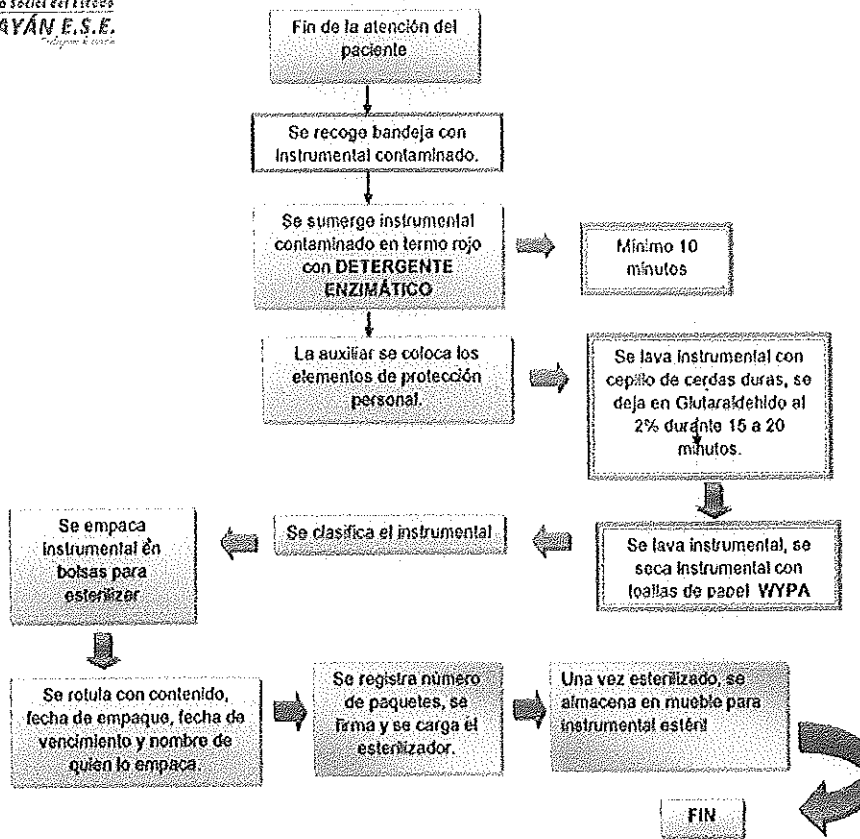 AYÁN E.S.E.
Fin de la atención del
paciente
Se recoge bandeja con
instrumental contaminado.
Se sumerge instrumental
contaminado en termo rojo
con DETERGENTE
ENZIMÁTICO
Mínimo 10
minutos
La auxiliar se coloca los
elementos de protección
personal.
Se lava instrumental con
cepillo de cerdas duras, se
deja en Glutaraldehido al
2% durante 15 a 20
minutos.
Se lava instrumental, se
seca instrumental con
toallas de papel WYPA
Se clasifica el instrumental
Se empaca
instrumental en
bolsas para
esterilizer
Se rotula con contenido,
fecha de empaque, fecha de
vencimiento y nombre de
quien lo empaca.
Se registra número
de paquetes, se
firma y se carga el
esterilizador.
Una vez esterilizado, se
almacena en mueble para
instrumental estéril
FIN